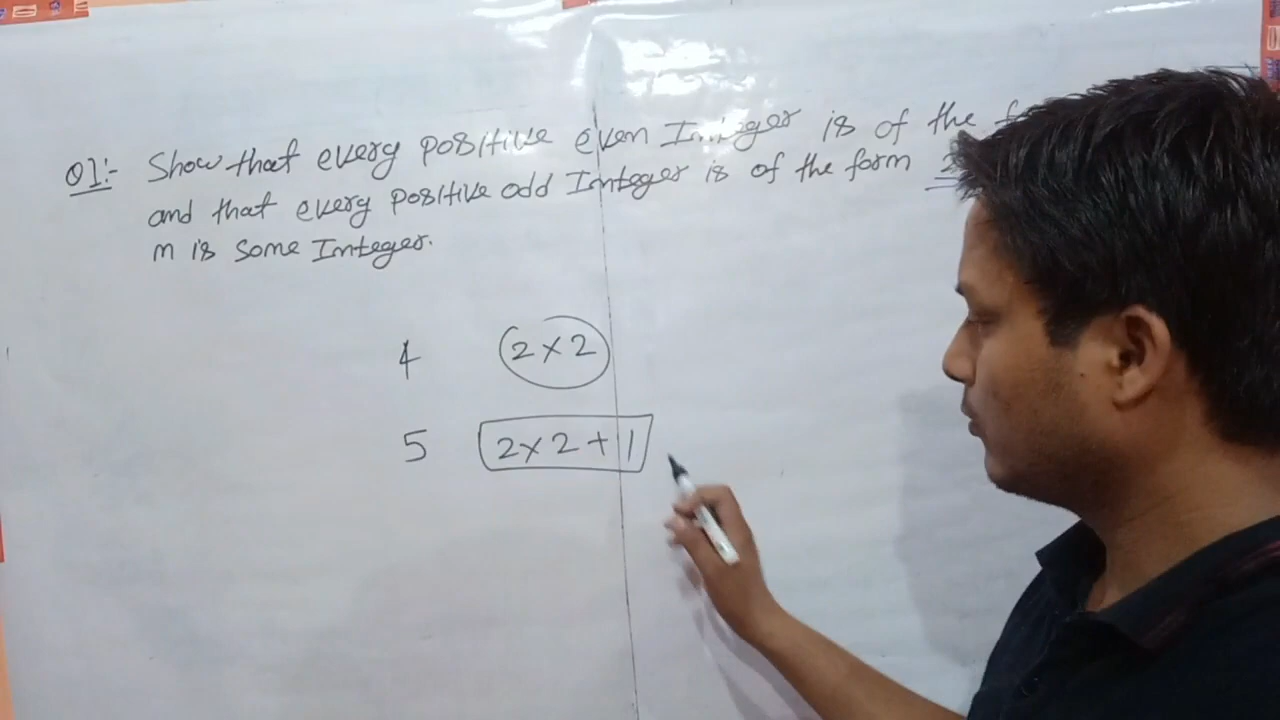 Q1:- Show that every positive even Integer is of the
and that every positive odd Integer is of the form 2
m is some Integer.
4 2 × 2
5 2 × 2 + 1